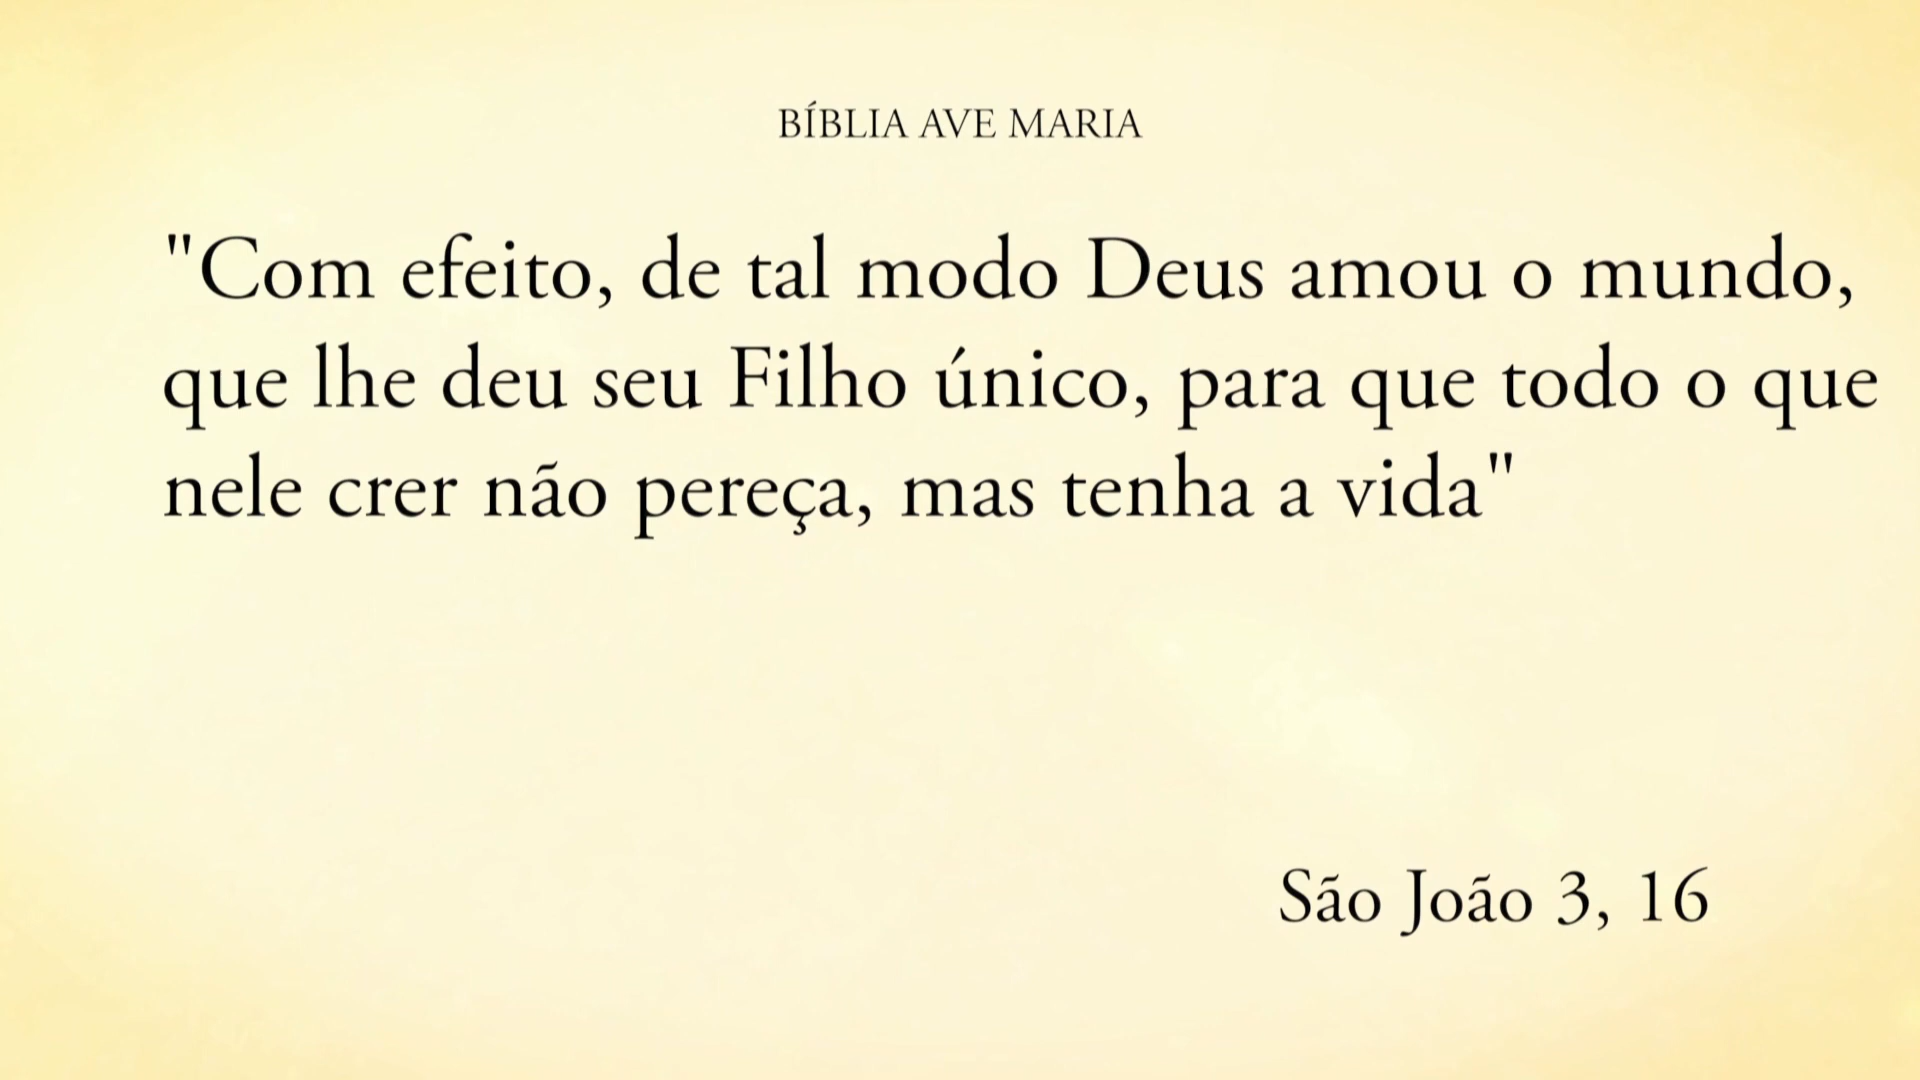 BÍBLIA AVE MARIA
"Com efeito, de tal modo Deus amou o mundo,
que lhe deu seu Filho único, para que todo o que
nele crer não pereça, mas tenha a vida"
São João 3, 16